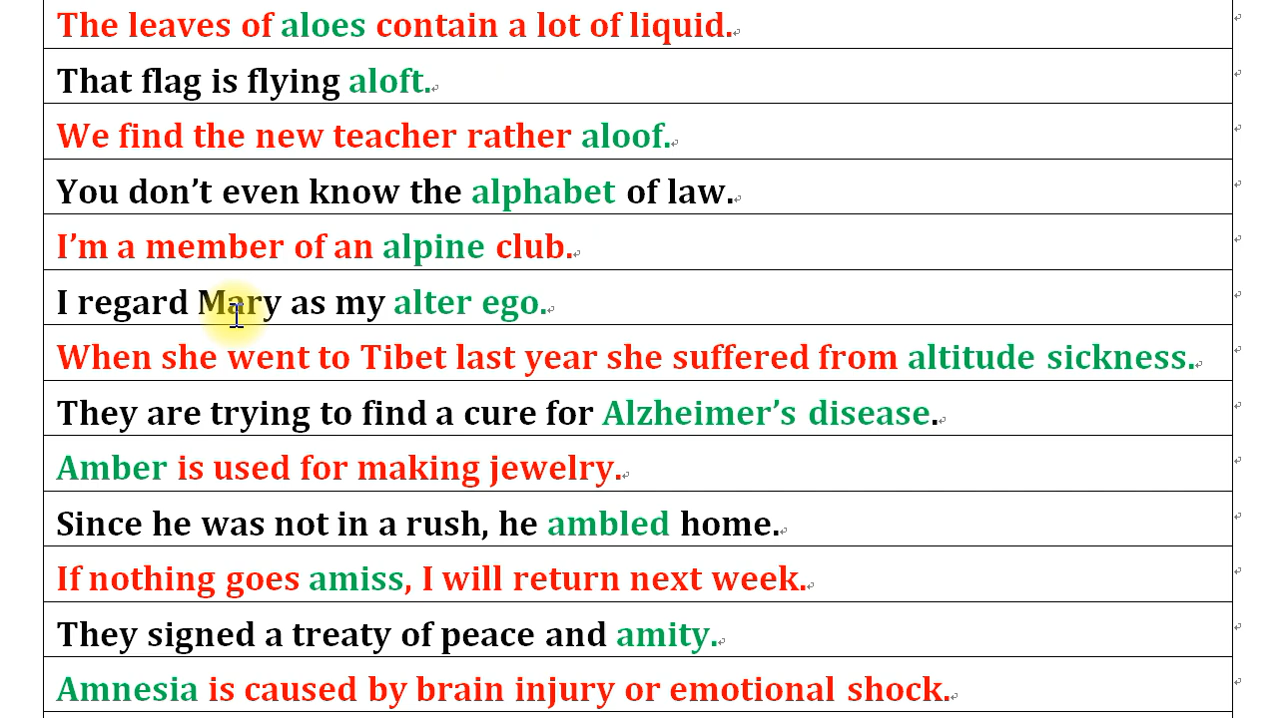 The leaves of aloes contain a lot of liquid.
That flag is flying aloft.
We find the new teacher rather aloof.
You don’t even know the alphabet of law.
I’m a member of an alpine club.
I regard Mary as my alter ego.
When she went to Tibet last year she suffered from altitude sickness.
They are trying to find a cure for Alzheimer’s disease.
Amber is used for making jewelry.
Since he was not in a rush, he ambled home.
If nothing goes amiss, I will return next week.
They signed a treaty of peace and amity.
Amnesia is caused by brain injury or emotional shock.